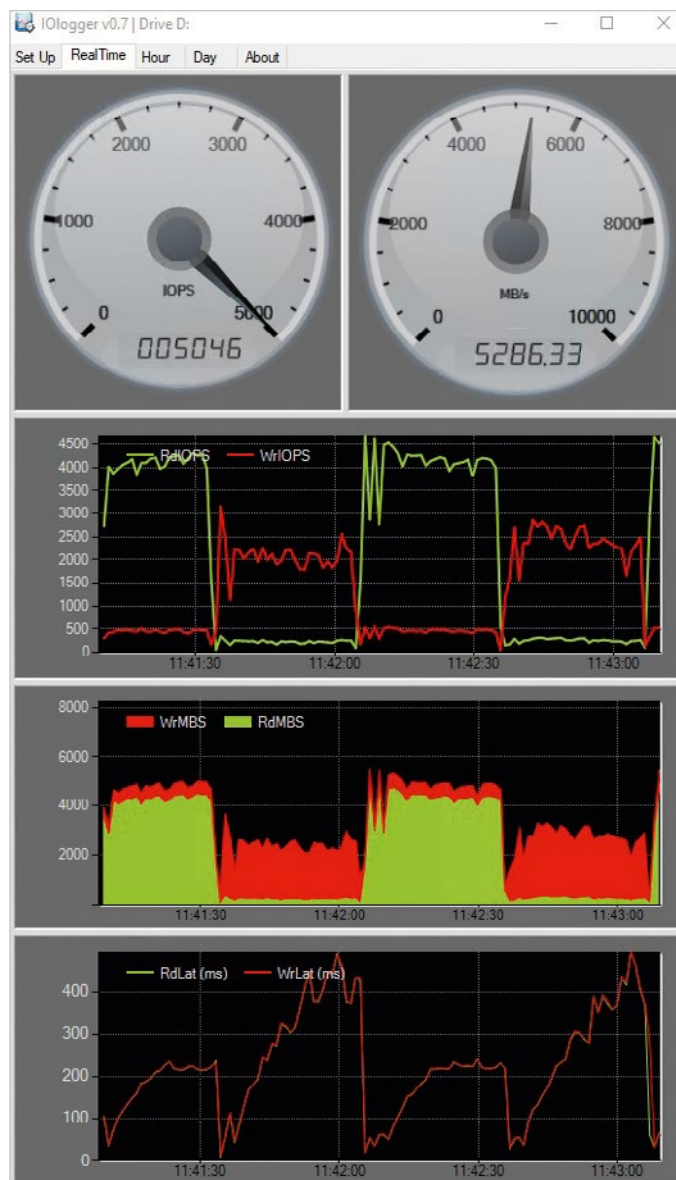 IOlogger v0.7 | Drive D:
Set Up RealTime Hour Day About
2000 3000
1000 4000
IOPS
0 5000
005046
4000 6000
2000 8000
MB/s
0 10000
5286.33
4500
4000
3500
3000
2500
2000
1500
1000
500
0
RdIOPS WrIOPS
11:41:30 11:42:00 11:42:30 11:43:00
8000
6000
4000
2000
WrMBS RdMBS
11:41:30 11:42:00 11:42:30 11:43:00
400
300
200
100
0
RdLat (ms) WrLat (ms)
11:41:30 11:42:00 11:42:30 11:43:00